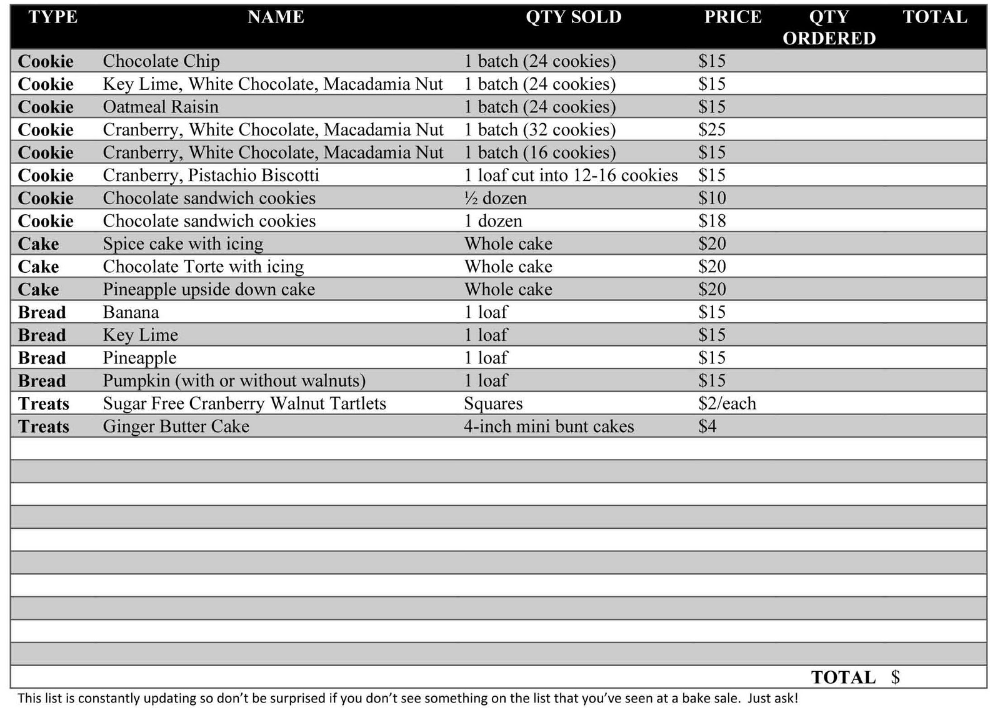 TYPE NAME QTY SOLD PRICE QTY ORDERED TOTAL
Cookie Chocolate Chip 1 batch (24 cookies) $15
Cookie Key Lime, White Chocolate, Macadamia Nut 1 batch (24 cookies) $15
Cookie Oatmeal Raisin 1 batch (24 cookies) $15
Cookie Cranberry, White Chocolate, Macadamia Nut 1 batch (32 cookies) $25
Cookie Cranberry, White Chocolate, Macadamia Nut 1 batch (16 cookies) $15
Cookie Cranberry, Pistachio Biscotti 1 loaf cut into 12-16 cookies $15
Cookie Chocolate sandwich cookies ½ dozen $10
Cookie Chocolate sandwich cookies 1 dozen $18
Cake Spice cake with icing Whole cake $20
Cake Chocolate Torte with icing Whole cake $20
Cake Pineapple upside down cake Whole cake $20
Bread Banana 1 loaf $15
Bread Key Lime 1 loaf $15
Bread Pineapple 1 loaf $15
Bread Pumpkin (with or without walnuts) 1 loaf $15
Treats Sugar Free Cranberry Walnut Tartlets Squares $2/each
Treats Ginger Butter Cake 4-inch mini bunt cakes $4
TOTAL $
This list is constantly updating so don't be surprised if you don't see something on the list that you've seen at a bake sale. Just ask!